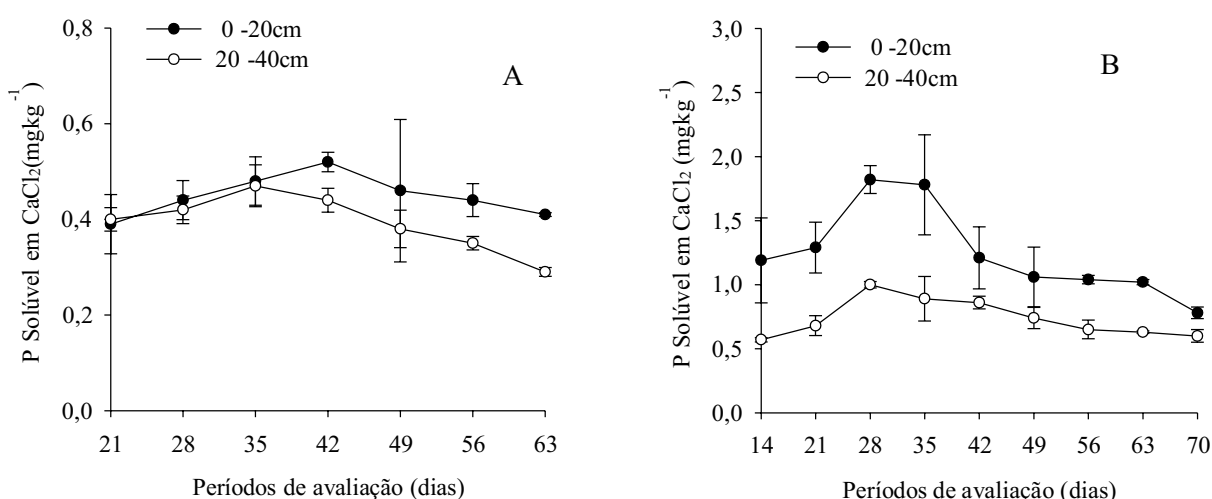 0,8
0,6
0,4
0,2
0,0
P Solúvel em CaCl₂(mgkg⁻¹)
0 -20cm
20 -40cm
A
21 28 35 42 49 56 63
Períodos de avaliação (dias)
3,0
2,5
2,0
1,5
1,0
0,5
0,0
P Solúvel em CaCl₂ (mgkg⁻¹)
0 -20cm
20 -40cm
B
14 21 28 35 42 49 56 63 70
Períodos de avaliação (dias)